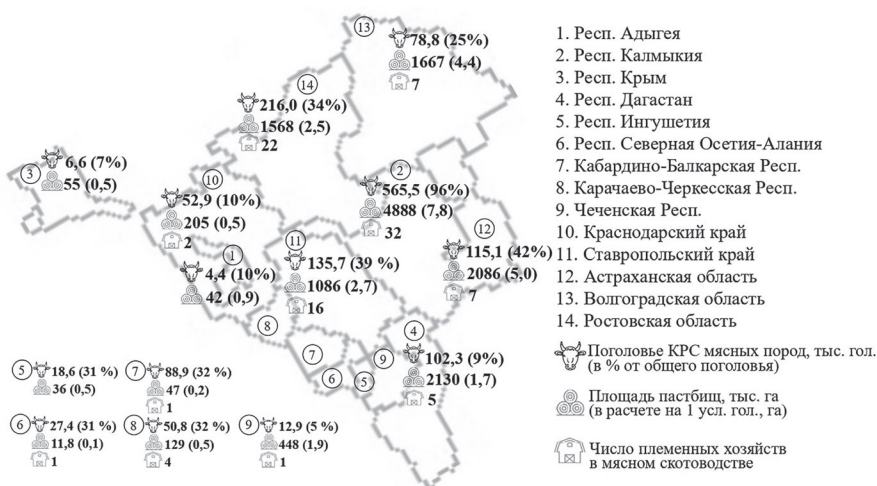 13
78,8 (25%)
1667 (4,4)
7
14
216,0 (34%)
1568 (2,5)
22
3
6,6 (7%)
55 (0,5)
10
52,9 (10%)
205 (0,5)
2
2
565,5 (96%)
4888 (7,8)
32
12
115,1 (42%)
2086 (5,0)
7
1
4,4 (10%)
42 (0,9)
11
135,7 (39 %)
1086 (2,7)
16
8
7
6
5
9
4
102,3 (9%)
2130 (1,7)
5
5
18,6 (31 %)
36 (0,5)
7
88,9 (32 %)
47 (0,2)
1
6
27,4 (31 %)
11,8 (0,1)
1
8
50,8 (32 %)
129 (0,5)
4
9
12,9 (5 %)
448 (1,9)
1
1. Респ. Адыгея
2. Респ. Калмыкия
3. Респ. Крым
4. Респ. Дагастан
5. Респ. Ингушетия
6. Респ. Северная Осетия-Алания
7. Кабардино-Балкарская Респ.
8. Карачаево-Черкесская Респ.
9. Чеченская Респ.
10. Краснодарский край
11. Ставропольский край
12. Астраханская область
13. Волгоградская область
14. Ростовская область
Поголовье КРС мясных пород, тыс. гол.
(в % от общего поголовья)
Площадь пастбищ, тыс. га
(в расчете на 1 усл. гол., га)
Число племенных хозяйств
в мясном скотоводстве